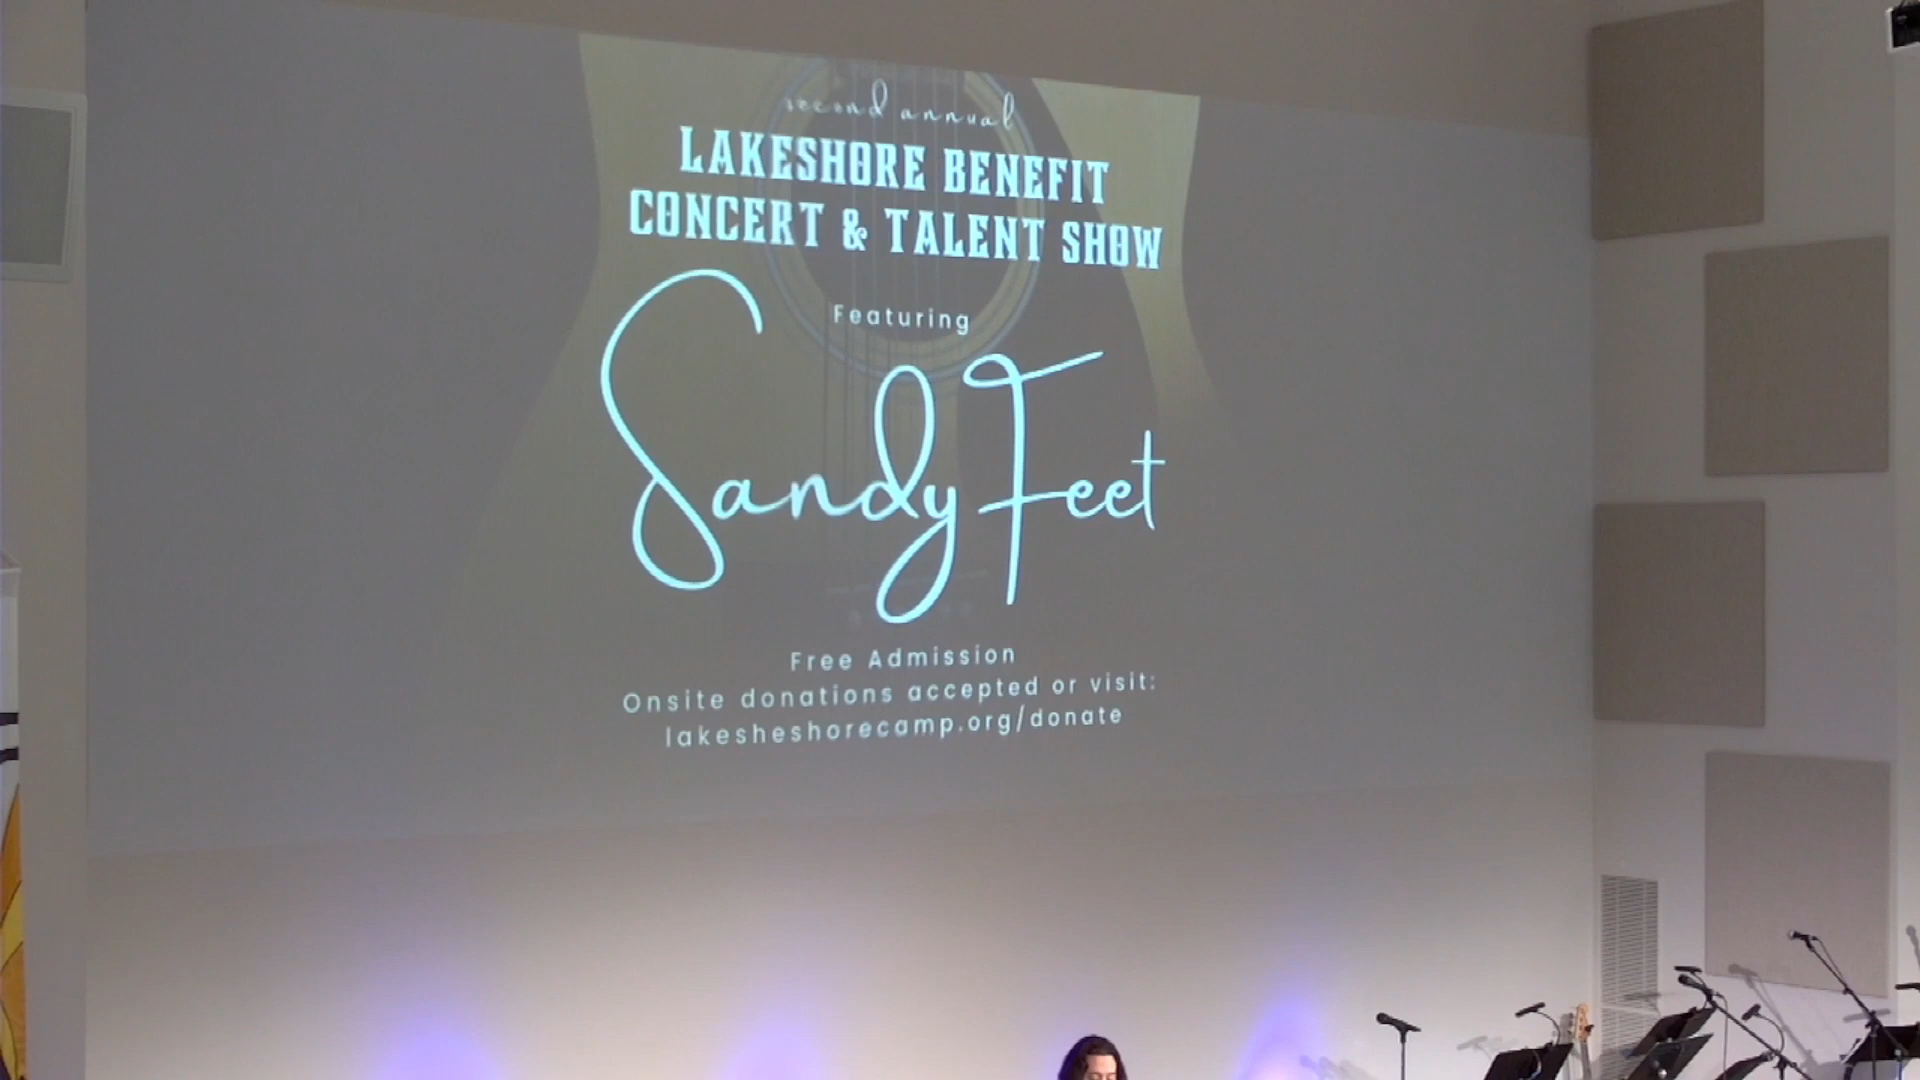 second annual
LAKESHORE BENEFIT
CONCERT & TALENT SHOW
Featuring
Sandy Feet
Free Admission
Onsite donations accepted or visit:
lakesheshorecamp.org/donate